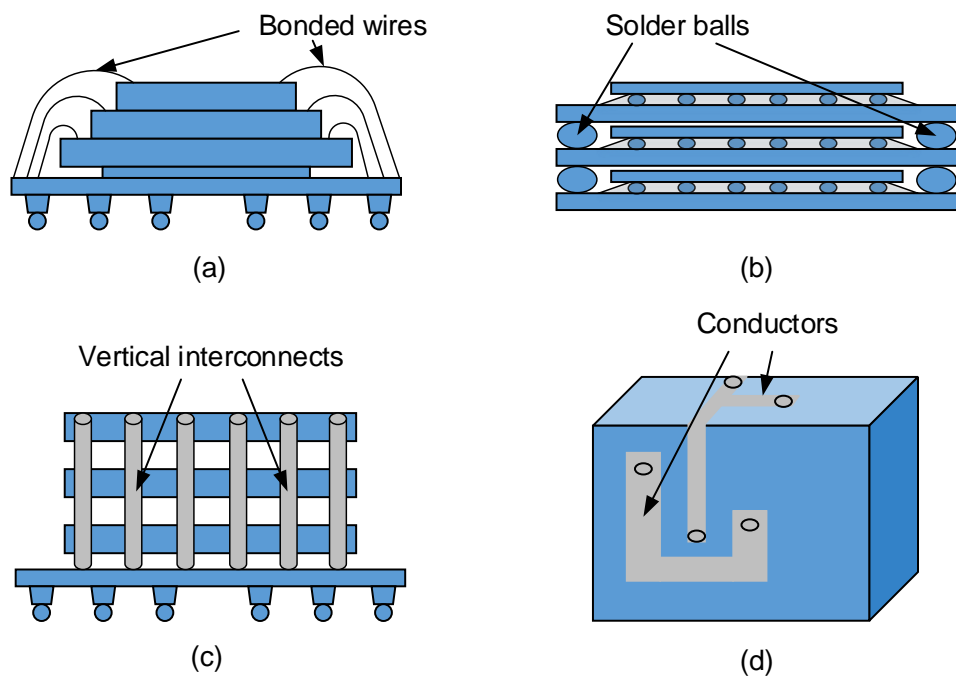 Bonded wires
Solder balls
(a)
(b)
Vertical interconnects
Conductors
(c)
(d)